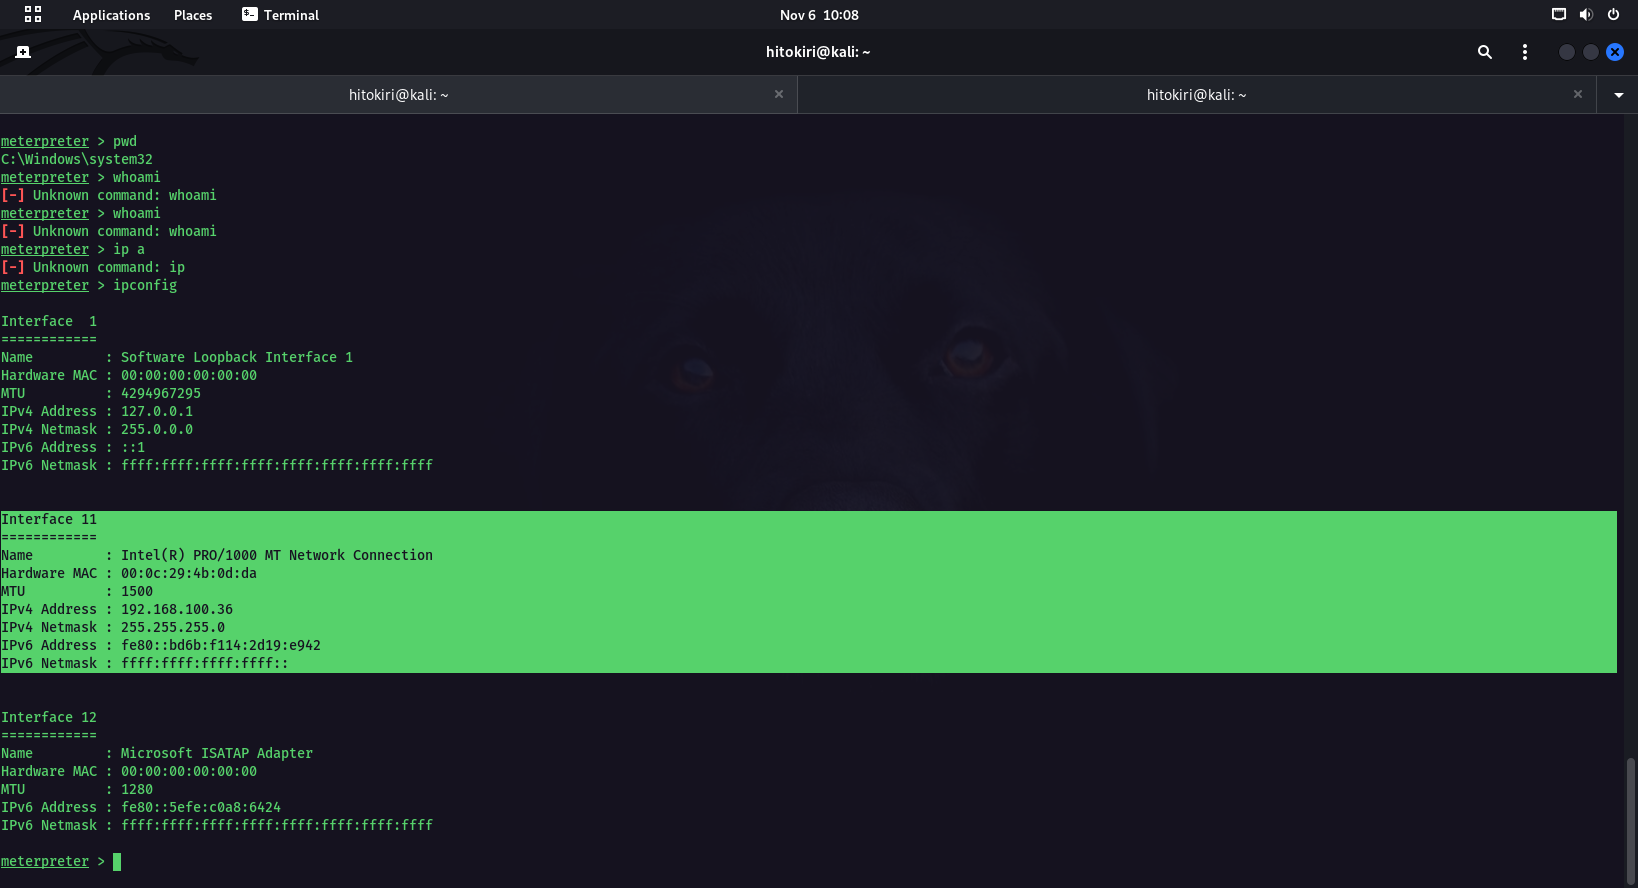 Applications Places Terminal Nov 6 10:08
hitokiri@kali: ~
hitokiri@kali: ~ hitokiri@kali: ~
meterpreter > pwd
C:\Windows\system32
meterpreter > whoami
[-] Unknown command: whoami
meterpreter > whoami
[-] Unknown command: whoami
meterpreter > ip a
[-] Unknown command: ip
meterpreter > ipconfig
Interface  1
============
Name         : Software Loopback Interface 1
Hardware MAC : 00:00:00:00:00:00
MTU          : 4294967295
IPv4 Address : 127.0.0.1
IPv4 Netmask : 255.0.0.0
IPv6 Address : ::1
IPv6 Netmask : ffff:ffff:ffff:ffff:ffff:ffff:ffff:ffff
Interface 11
============
Name         : Intel(R) PRO/1000 MT Network Connection
Hardware MAC : 00:0c:29:4b:0d:da
MTU          : 1500
IPv4 Address : 192.168.100.36
IPv4 Netmask : 255.255.255.0
IPv6 Address : fe80::bd6b:f114:2d19:e942
IPv6 Netmask : ffff:ffff:ffff:ffff::
Interface 12
============
Name         : Microsoft ISATAP Adapter
Hardware MAC : 00:00:00:00:00:00
MTU          : 1280
IPv6 Address : fe80::5efe:c0a8:6424
IPv6 Netmask : ffff:ffff:ffff:ffff:ffff:ffff:ffff:ffff
meterpreter >